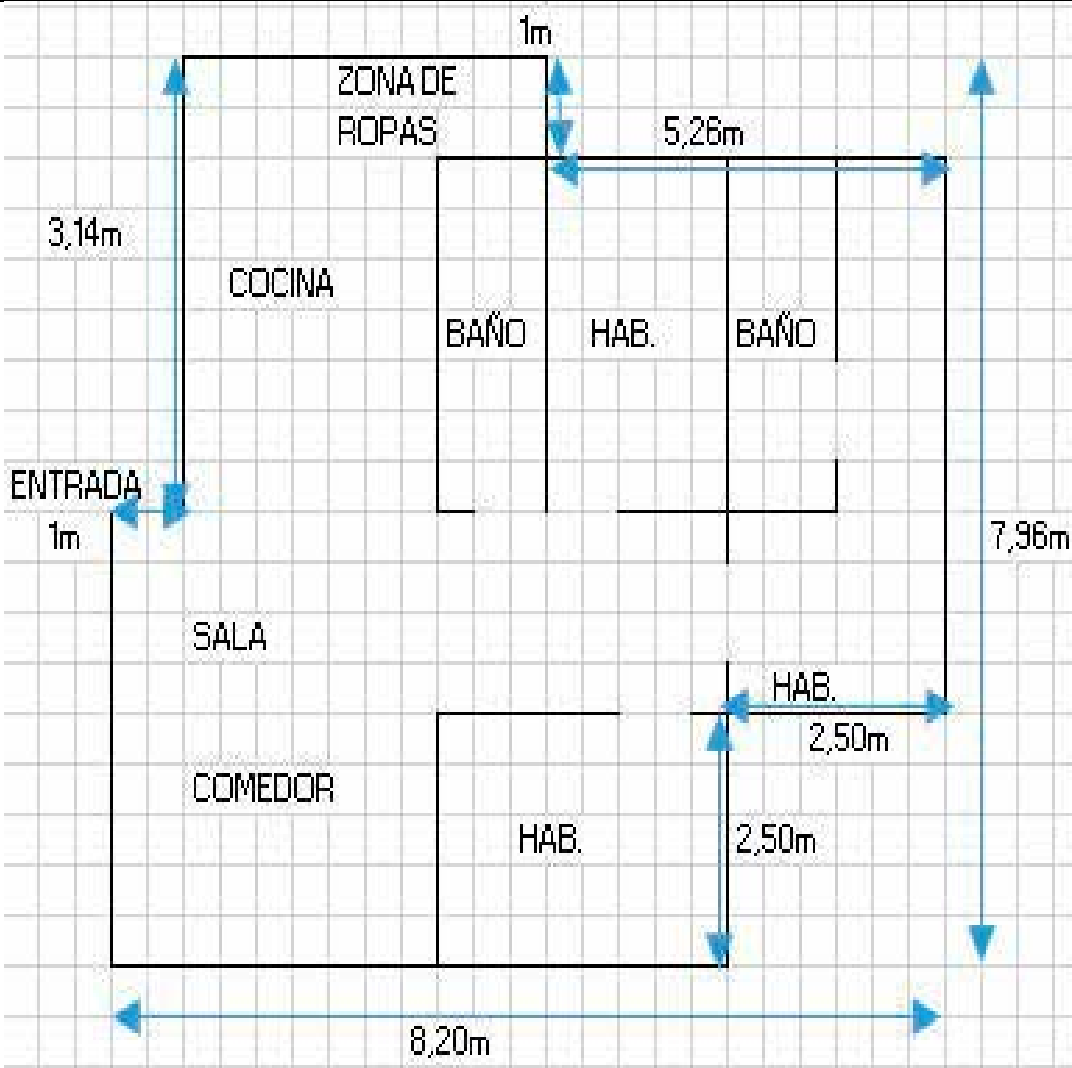 1m
ZONA DE
ROPAS
5,26m
3,14m
COCINA
BAÑO
HAB.
BAÑO
ENTRADA
1m
7,96m
SALA
HAB.
2,50m
COMEDOR
HAB.
2,50m
8,20m